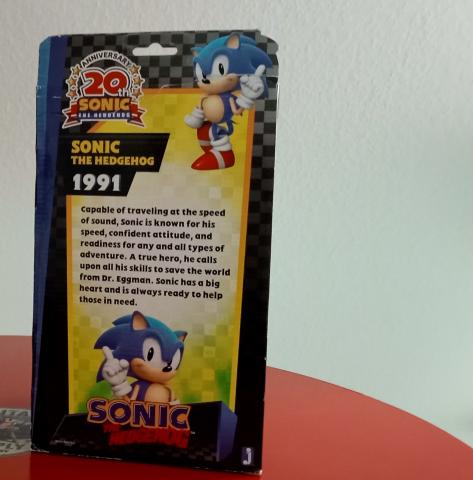 ANNIVERSARY
20th
SONIC
THE HEDGEHOG
SONIC
THE HEDGEHOG
1991
Capable of traveling at the speed
of sound, Sonic is known for his
speed, confident attitude, and
readiness for any and all types of
adventure. A true hero, he calls
upon all his skills to save the world
from Dr. Eggman. Sonic has a big
heart and is always ready to help
those in need.
SONIC
THE HEDGEHOG